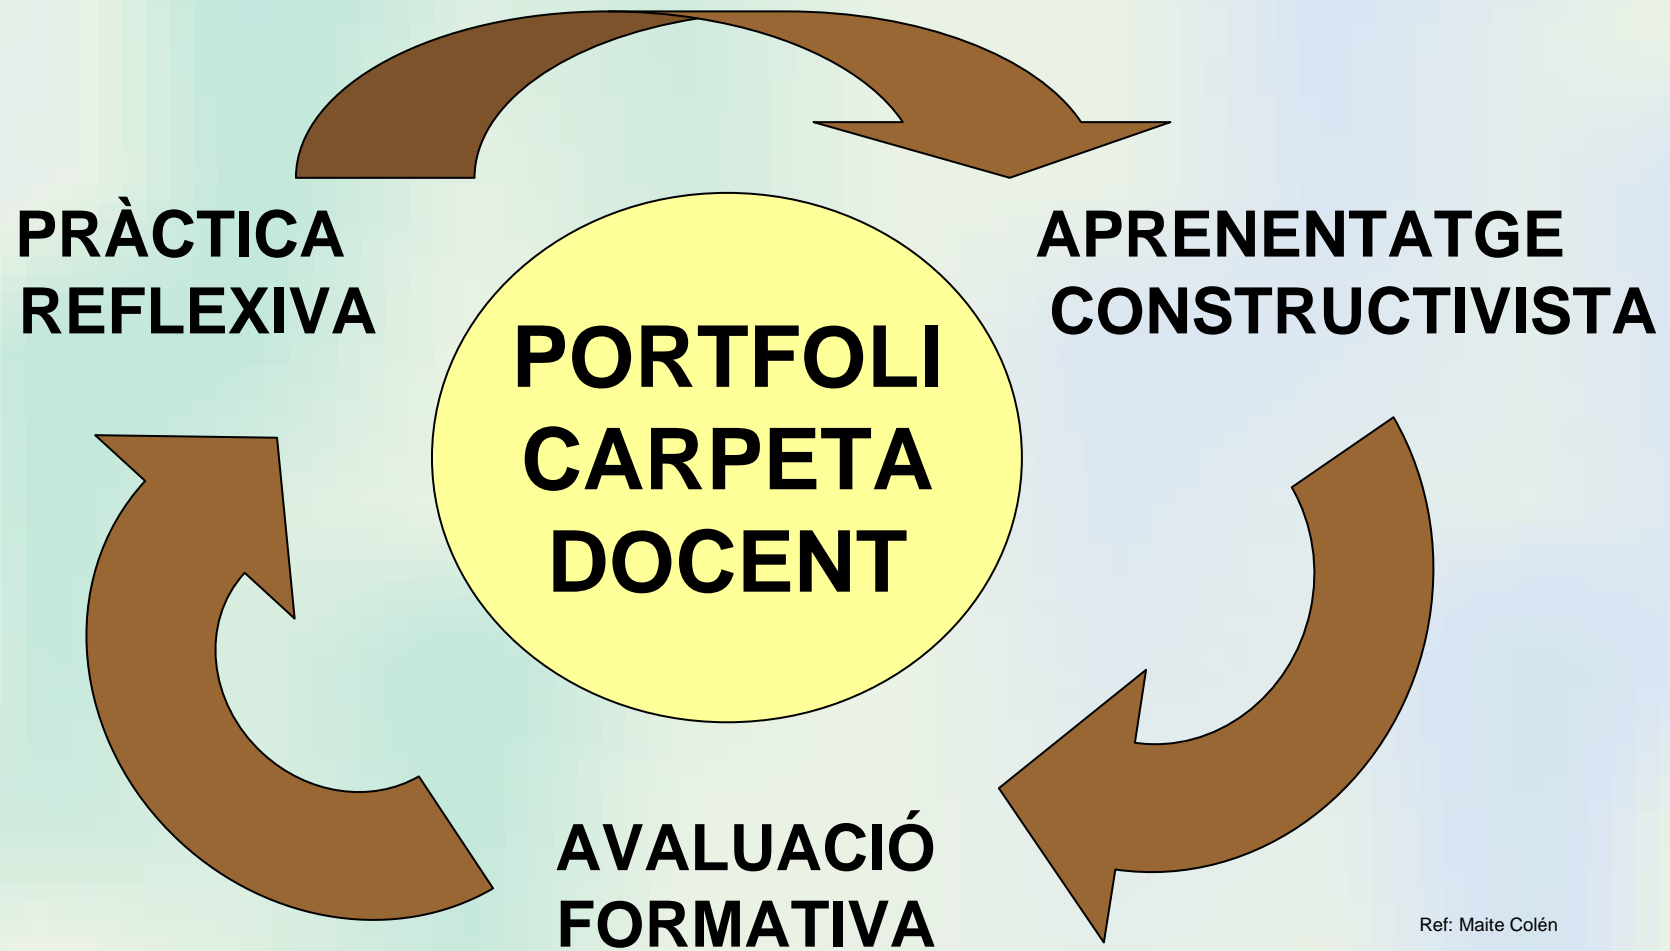 PRÀCTICA
REFLEXIVA
APRENENTATGE
CONSTRUCTIVISTA
PORTFOLI
CARPETA
DOCENT
AVALUACIÓ
FORMATIVA
Ref: Maite Colén